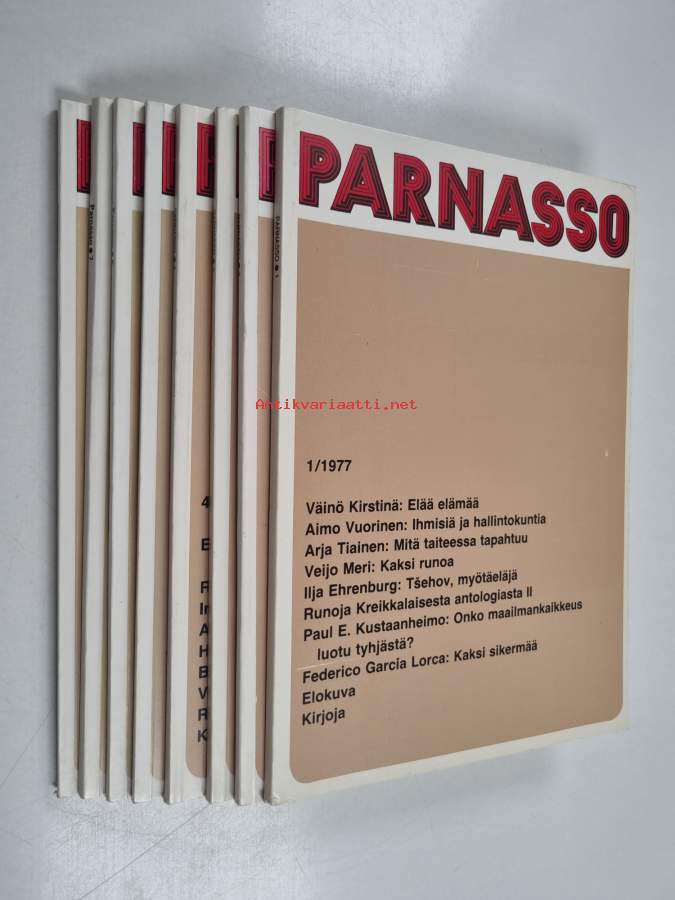 PARNASSO
1/1977
Väinö Kirstinä: Elää elämää
Aimo Vuorinen: Ihmisiä ja hallintokuntia
Arja Tiainen: Mitä taiteessa tapahtuu
Veijo Meri: Kaksi runoa
Ilja Ehrenburg: Tšehov, myötäeläjä
Runoja Kreikkalaisesta antologiasta II
Paul E. Kustaanheimo: Onko maailmankaikkeus
luotu tyhjästä?
Federico García Lorca: Kaksi sikermää
Elokuva
Kirjoja
Antikvariaatti.net
4
E
R
Ir
A
H
B
V
R
K